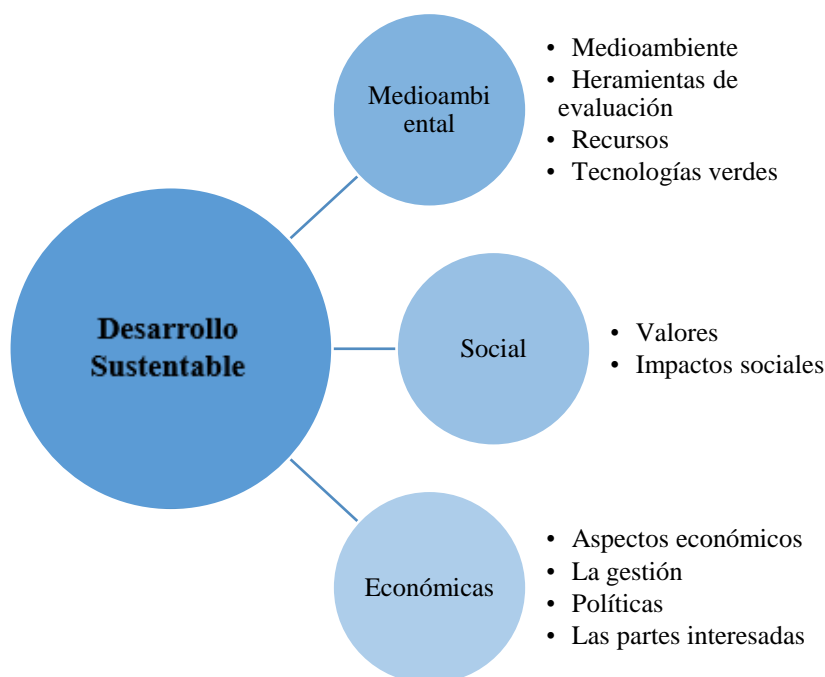 Desarrollo
Sustentable
Medioambi
ental
• Medioambiente
• Heramientas de
evaluación
• Recursos
• Tecnologías verdes
Social
• Valores
• Impactos sociales
Económicas
• Aspectos económicos
• La gestión
• Políticas
• Las partes interesadas